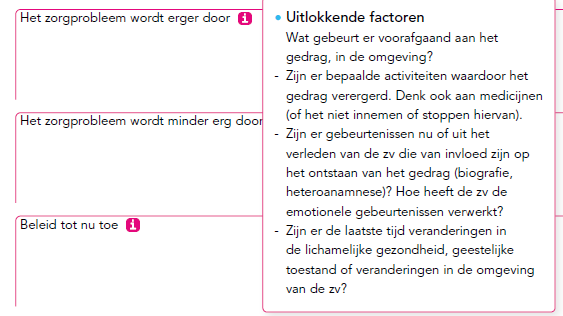 Het zorgprobleem wordt erger door i
Het zorgprobleem wordt minder erg door
Beleid tot nu toe i
• Uitlokkende factoren
Wat gebeurt er voorafgaand aan het
gedrag, in de omgeving?
- Zijn er bepaalde activiteiten waardoor het
gedrag verergerd. Denk ook aan medicijnen
(of het niet innemen of stoppen hiervan).
- Zijn er gebeurtenissen nu of uit het
verleden van de zv die van invloed zijn op
het ontstaan van het gedrag (biografie,
heteroanamnese)? Hoe heeft de zv de
emotionele gebeurtenissen verwerkt?
- Zijn er de laatste tijd veranderingen in
de lichamelijke gezondheid, geestelijke
toestand of veranderingen in de omgeving
van de zv?